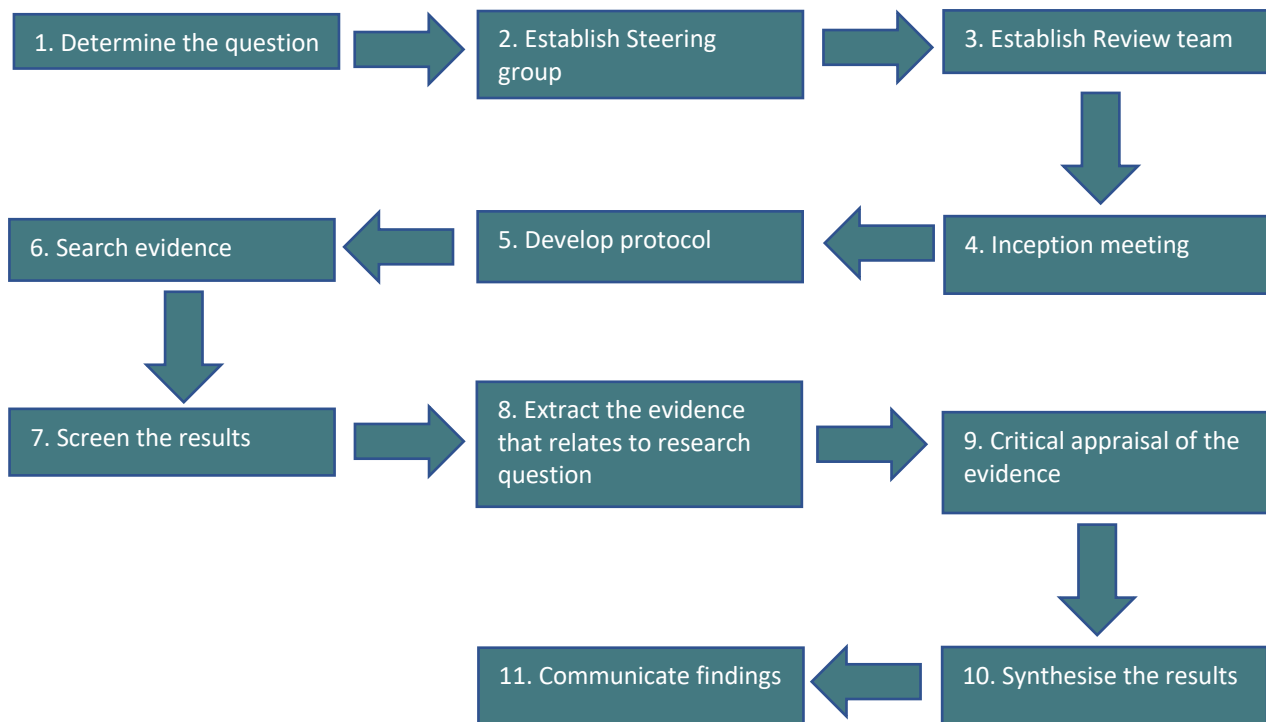 1. Determine the question
2. Establish Steering
group
3. Establish Review team
4. Inception meeting
5. Develop protocol
6. Search evidence
7. Screen the results
8. Extract the evidence
that relates to research
question
9. Critical appraisal of the
evidence
10. Synthesise the results
11. Communicate findings